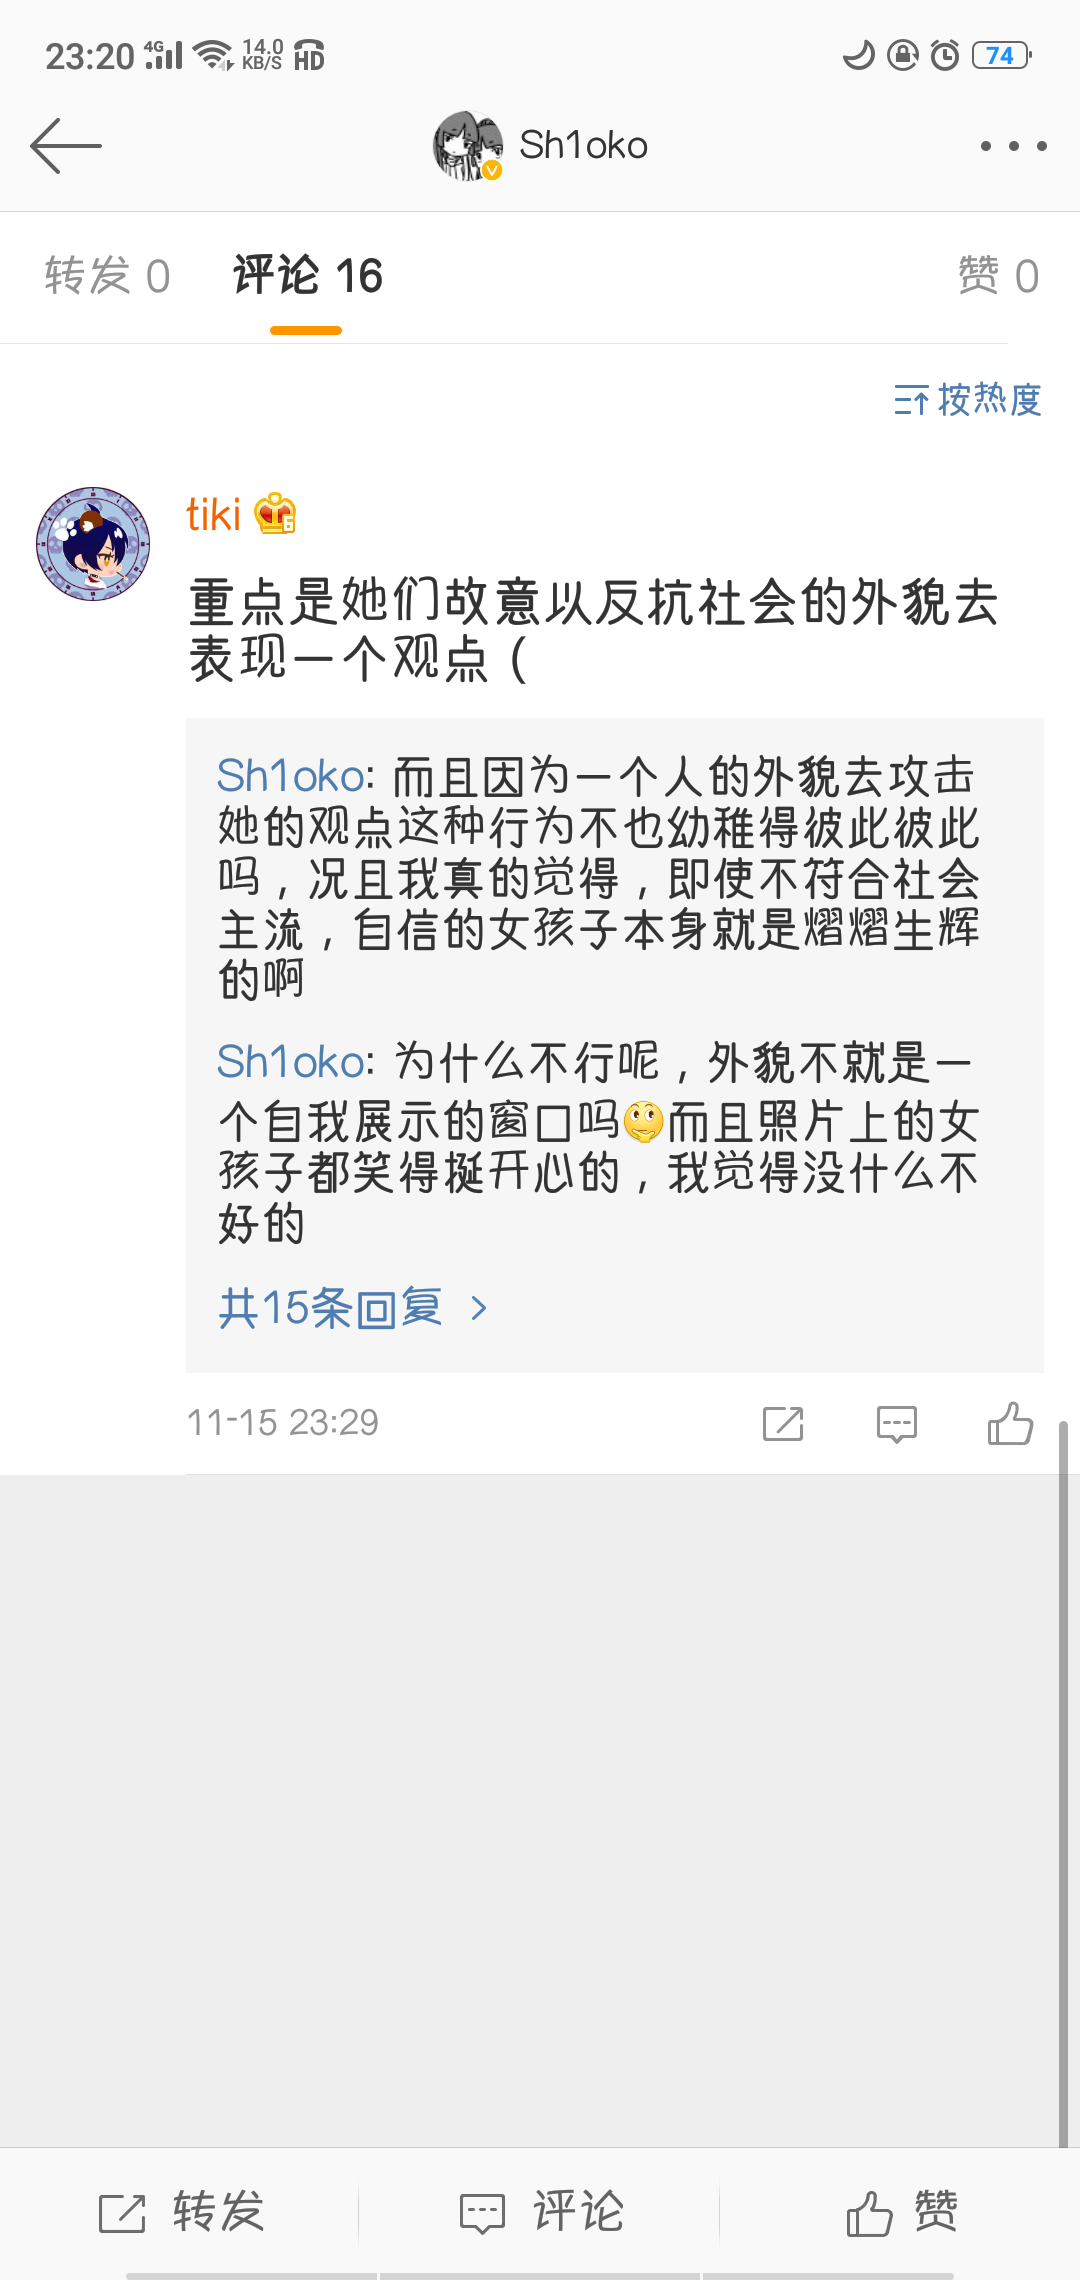 23:20 4G 14.0 KB/S HD 74
Sh1oko
转发 0 评论 16 赞 0
按热度
tiki 6
重点是她们故意以反抗社会的外貌去
表现一个观点（
Sh1oko: 而且因为一个人的外貌去攻击
她的观点这种行为不也幼稚得彼此彼此
吗，况且我真的觉得，即使不符合社会
主流，自信的女孩子本身就是熠熠生辉
的啊
Sh1oko: 为什么不行呢，外貌不就是一
个自我展示的窗口吗而且照片上的女
孩子都笑得挺开心的，我觉得没什么不
好的
共15条回复 >
11-15 23:29
转发 评论 赞